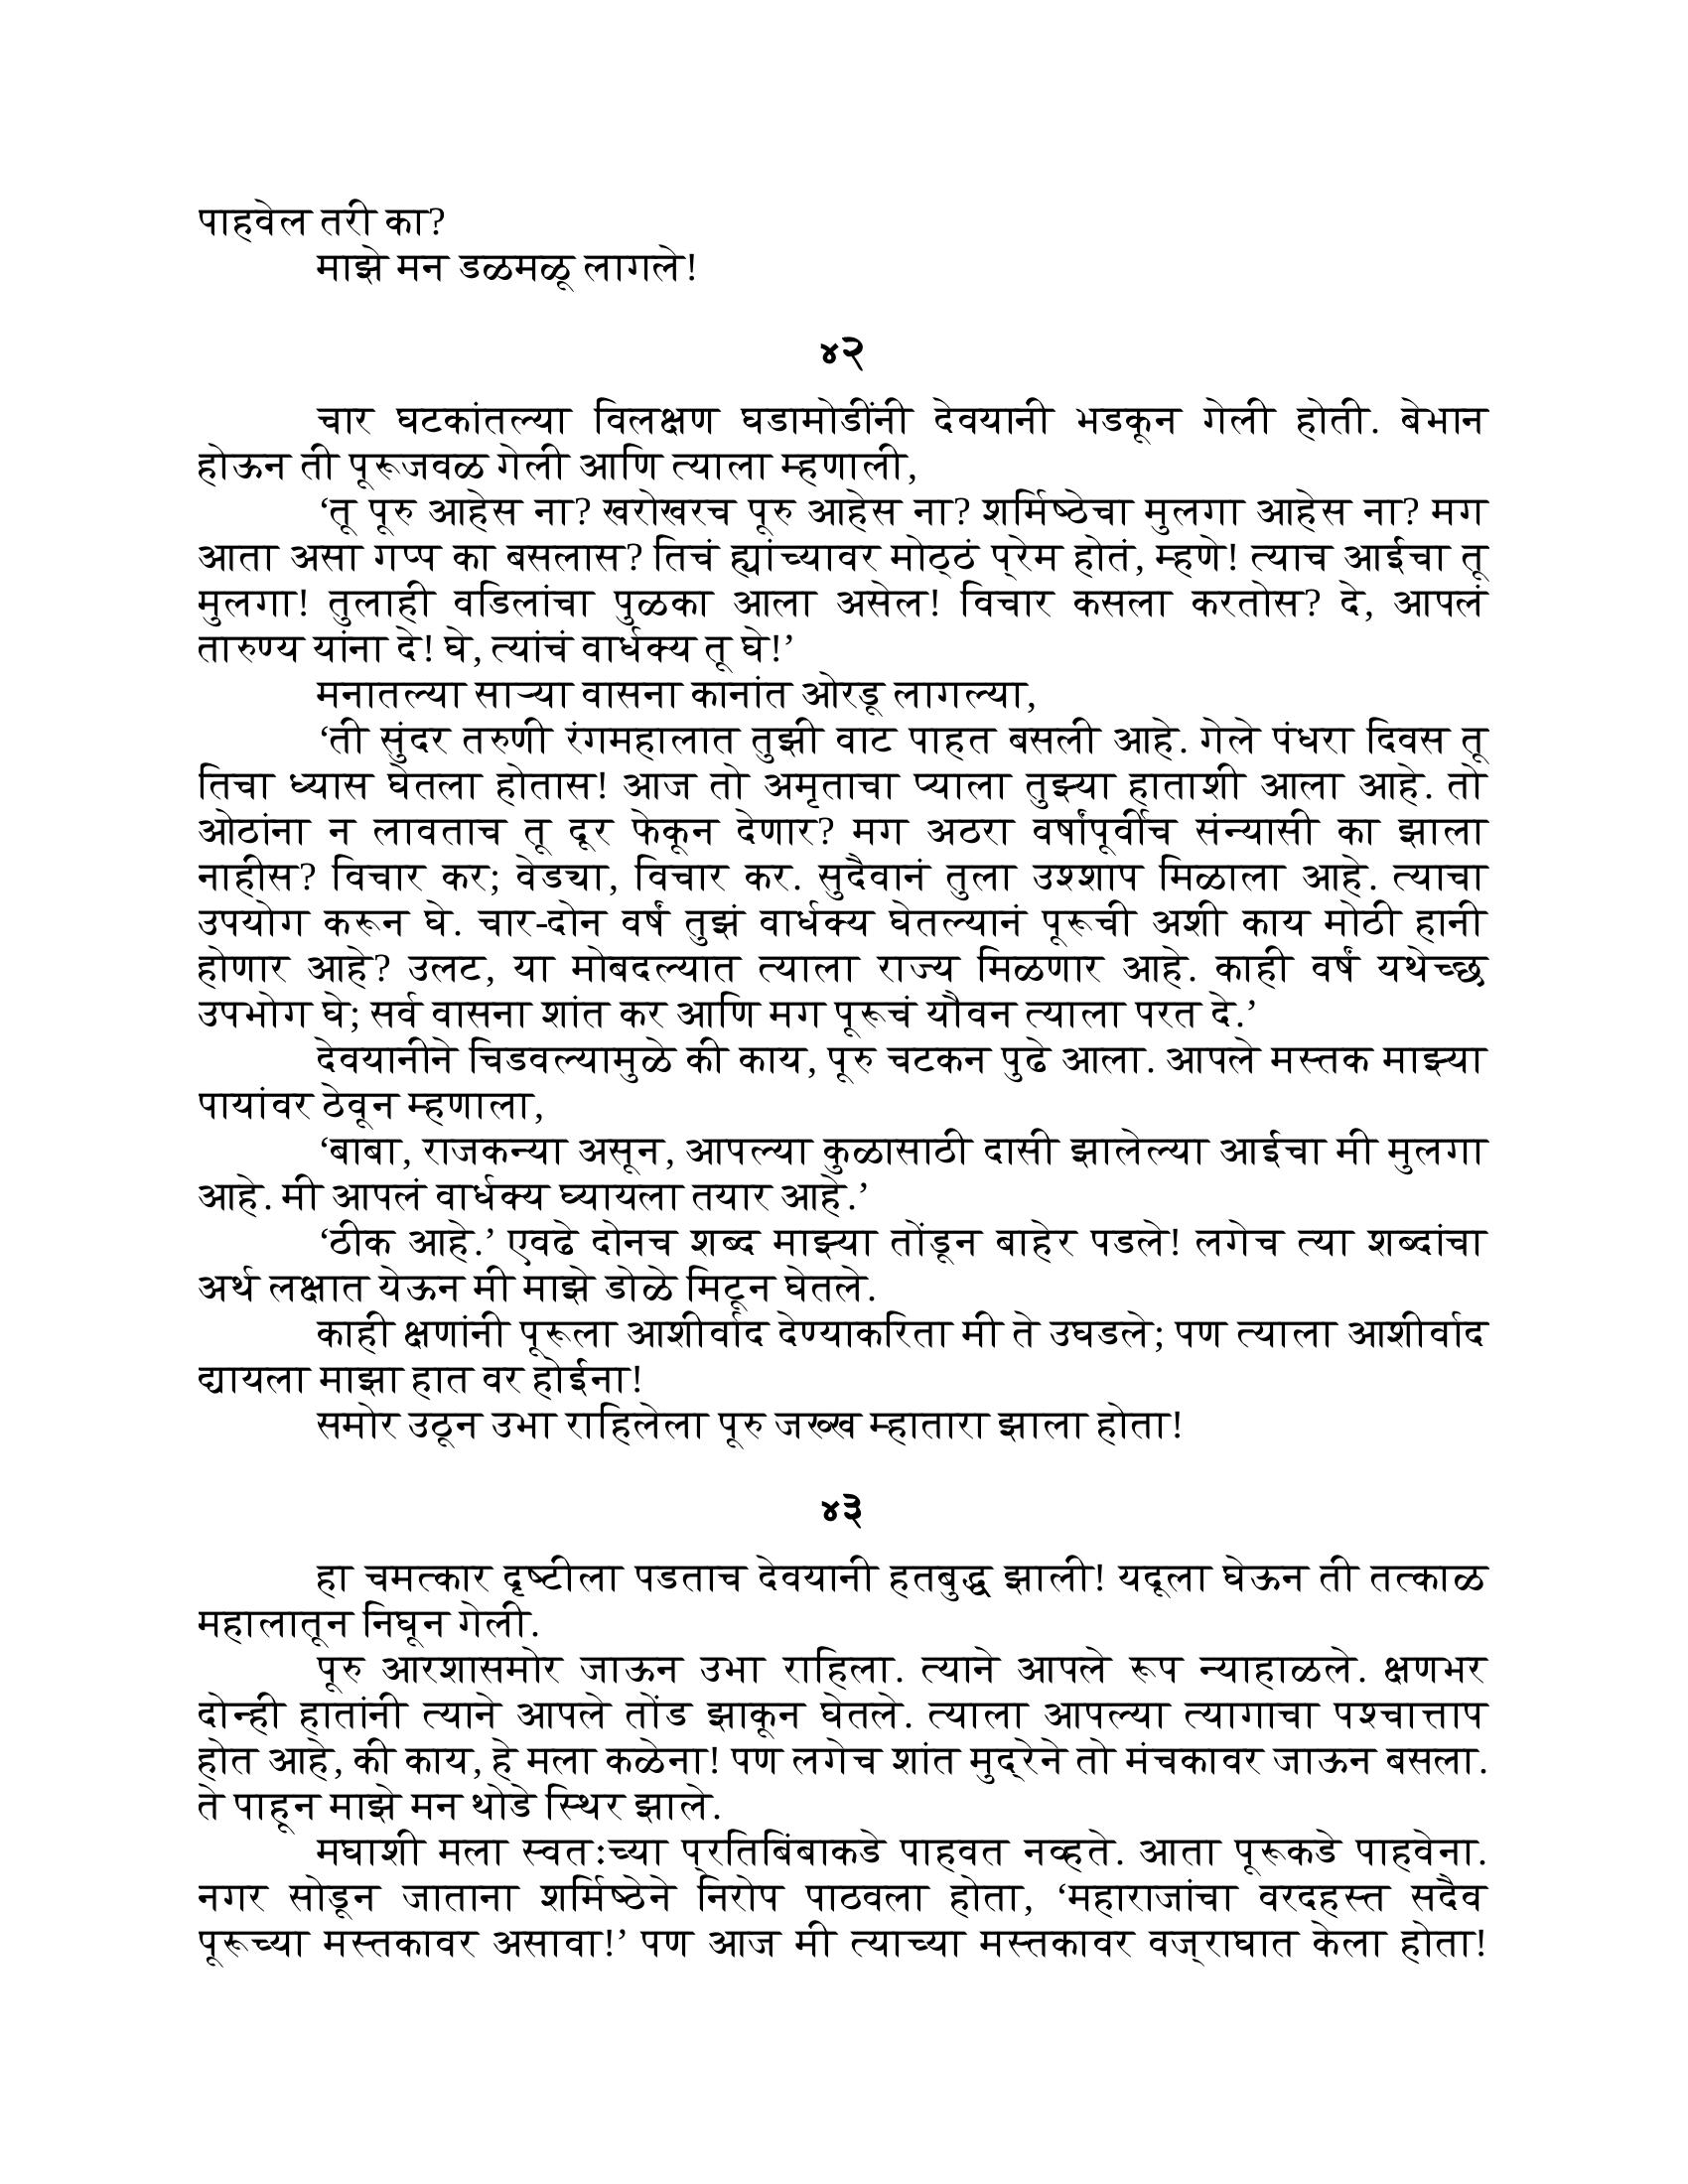 पाहवेल तरी का?
माझे मन डळमळू लागले!
४२
चार घटकांतल्या विलक्षण घडामोडींनी देवयानी भडकून गेली होती. बेभान
होऊन ती पूरूजवळ गेली आणि त्याला म्हणाली,
‘तू पूरु आहेस ना? खरोखरच पूरु आहेस ना? शर्मिष्ठेचा मुलगा आहेस ना? मग
आता असा गप्प का बसलास? तिचं ह्यांच्यावर मोठ्ठं प्रेम होतं, म्हणे! त्याच आईचा तू
मुलगा! तुलाही वडिलांचा पुळका आला असेल! विचार कसला करतोस? दे, आपलं
तारुण्य यांना दे! घे, त्यांचं वार्धक्य तू घे!’
मनातल्या साऱ्या वासना कानांत ओरडू लागल्या,
‘ती सुंदर तरुणी रंगमहालात तुझी वाट पाहत बसली आहे. गेले पंधरा दिवस तू
तिचा ध्यास घेतला होतास! आज तो अमृताचा प्याला तुझ्या हाताशी आला आहे. तो
ओठांना न लावताच तू दूर फेकून देणार? मग अठरा वर्षांपूर्वीच संन्यासी का झाला
नाहीस? विचार कर; वेड्या, विचार कर. सुदैवानं तुला उश्शाप मिळाला आहे. त्याचा
उपयोग करून घे. चार-दोन वर्षं तुझं वार्धक्य घेतल्यानं पूरूची अशी काय मोठी हानी
होणार आहे? उलट, या मोबदल्यात त्याला राज्य मिळणार आहे. काही वर्षं यथेच्छ
उपभोग घे; सर्व वासना शांत कर आणि मग पूरूचं यौवन त्याला परत दे.’
देवयानीने चिडवल्यामुळे की काय, पूरु चटकन पुढे आला. आपले मस्तक माझ्या
पायांवर ठेवून म्हणाला,
‘बाबा, राजकन्या असून, आपल्या कुळासाठी दासी झालेल्या आईचा मी मुलगा
आहे. मी आपलं वार्धक्य घ्यायला तयार आहे.’
‘ठीक आहे.’ एवढे दोनच शब्द माझ्या तोंडून बाहेर पडले! लगेच त्या शब्दांचा
अर्थ लक्षात येऊन मी माझे डोळे मिटून घेतले.
काही क्षणांनी पूरूला आशीर्वाद देण्याकरिता मी ते उघडले; पण त्याला आशीर्वाद
द्यायला माझा हात वर होईना!
समोर उठून उभा राहिलेला पूरु जख्ख म्हातारा झाला होता!
४३
हा चमत्कार दृष्टीला पडताच देवयानी हतबुद्ध झाली! यदूला घेऊन ती तत्काळ
महालातून निघून गेली.
पूरु आरशासमोर जाऊन उभा राहिला. त्याने आपले रूप न्याहाळले. क्षणभर
दोन्ही हातांनी त्याने आपले तोंड झाकून घेतले. त्याला आपल्या त्यागाचा पश्चात्ताप
होत आहे, की काय, हे मला कळेना! पण लगेच शांत मुद्रेने तो मंचकावर जाऊन बसला.
ते पाहून माझे मन थोडे स्थिर झाले.
मघाशी मला स्वतःच्या प्रतिबिंबाकडे पाहवत नव्हते. आता पूरूकडे पाहवेना.
नगर सोडून जाताना शर्मिष्ठेने निरोप पाठवला होता, ‘महाराजांचा वरदहस्त सदैव
पूरूच्या मस्तकावर असावा!’ पण आज मी त्याच्या मस्तकावर वज्राघात केला होता!